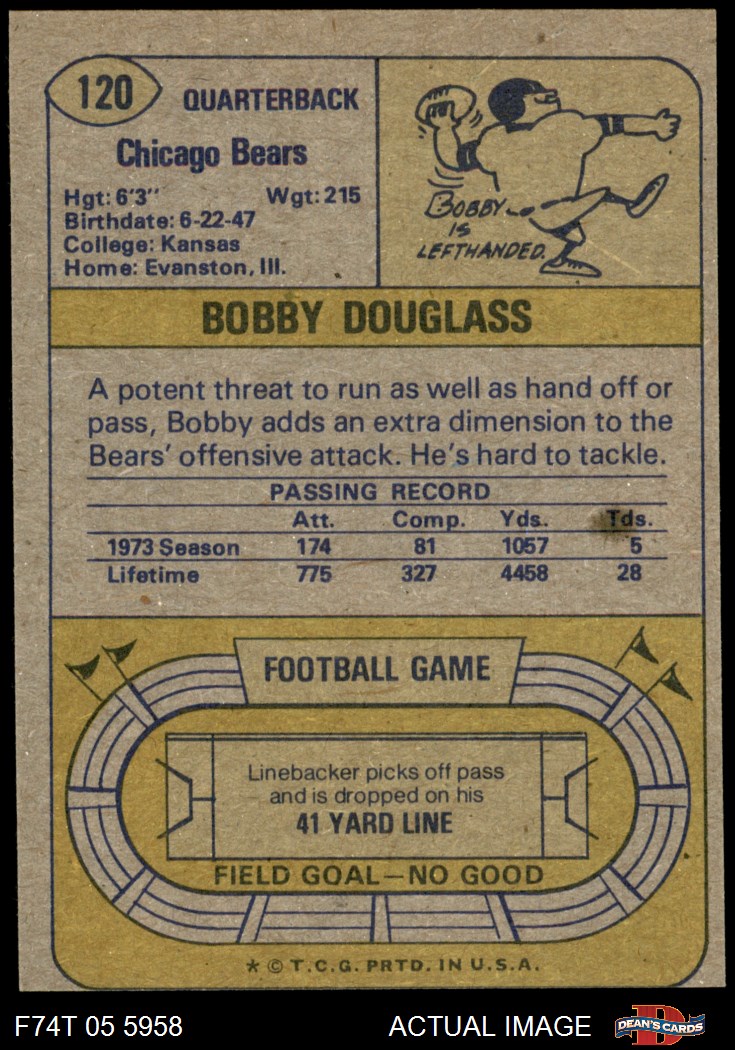 120
QUARTERBACK
Chicago Bears
Hgt: 6'3" Wgt: 215
Birthdate: 6-22-47
College: Kansas
Home: Evanston, Ill.
BOBBY
IS
LEFTHANDED.
BOBBY DOUGLASS
A potent threat to run as well as hand off or
pass, Bobby adds an extra dimension to the
Bears' offensive attack. He's hard to tackle.
PASSING RECORD
Att. Comp. Yds. Tds.
1973 Season 174 81 1057 5
Lifetime 775 327 4458 28
FOOTBALL GAME
Linebacker picks off pass
and is dropped on his
41 YARD LINE
FIELD GOAL—NO GOOD
* © T.C.G. PRTD. IN U.S.A.
F74T 05 5958 ACTUAL IMAGE DEAN'S CARDS